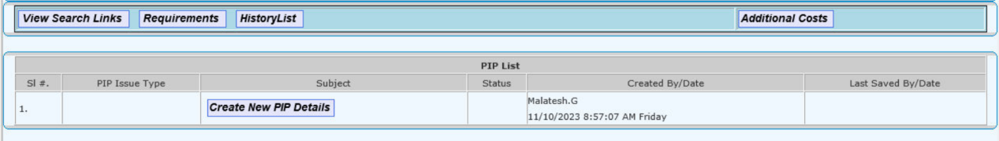 View Search Links Requirements HistoryList Additional Costs
PIP List
Sl #. PIP Issue Type Subject Status Created By/Date Last Saved By/Date
1. Create New PIP Details Malatesh.G
11/10/2023 8:57:07 AM Friday